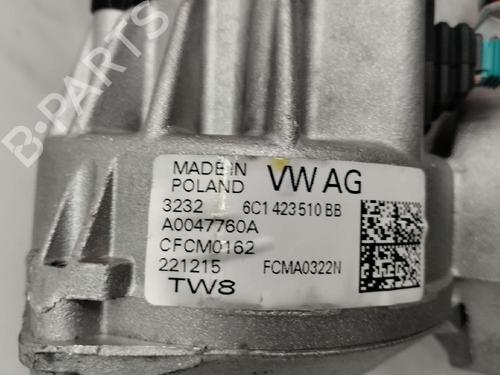 B-PARTS
MADE IN
POLAND
VW AG
3232 6C1 423 510 BB
A0047760A
CFCM0162
221215 FCMA0322N
TW8